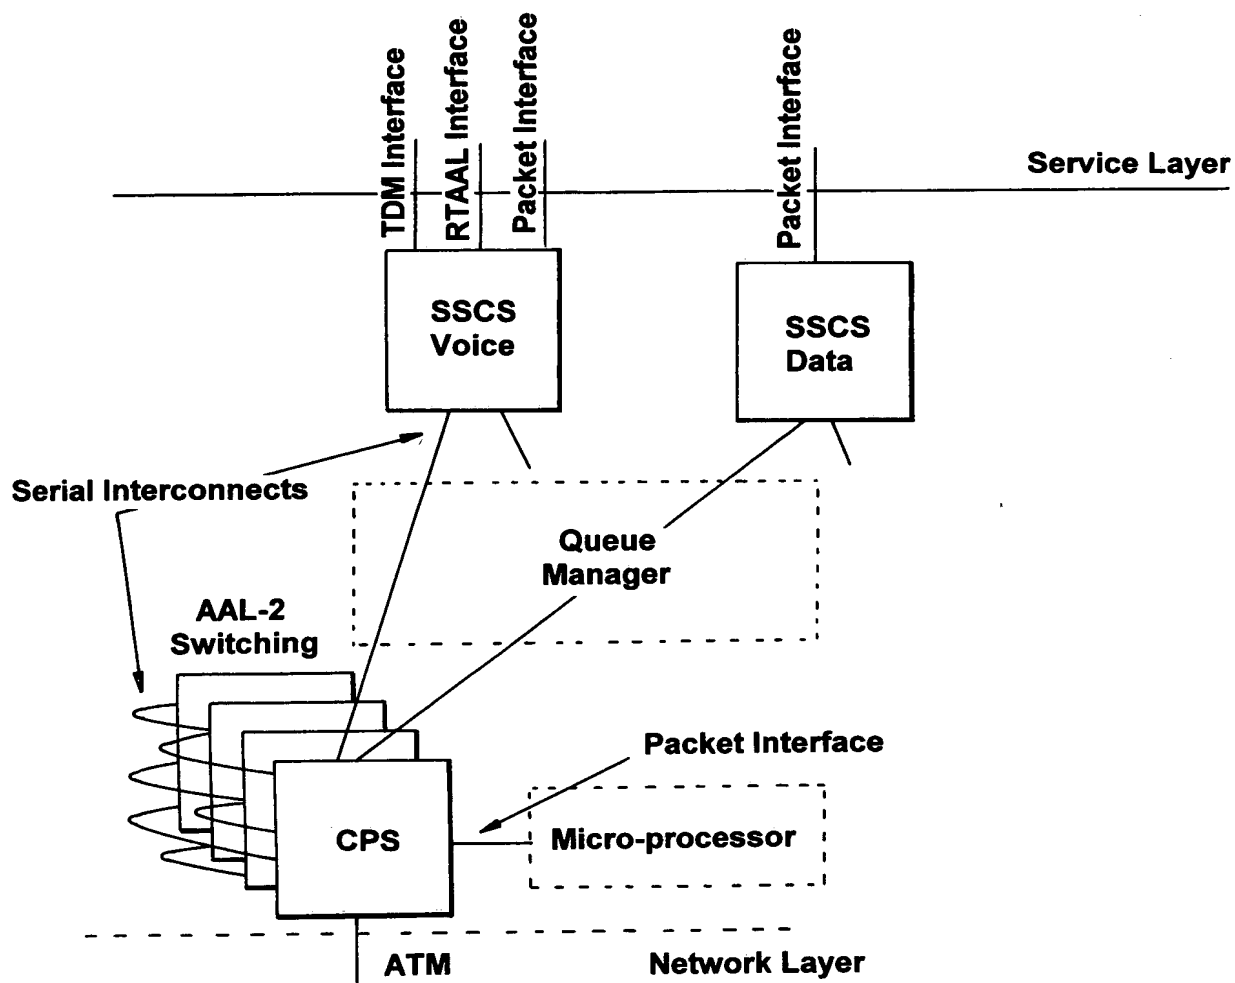 TDM Interface
RTAAL Interface
Packet Interface
Packet Interface
Service Layer
SSCS
Voice
SSCS
Data
Serial Interconnects
Queue
Manager
AAL-2
Switching
Packet Interface
CPS
Micro-processor
ATM
Network Layer